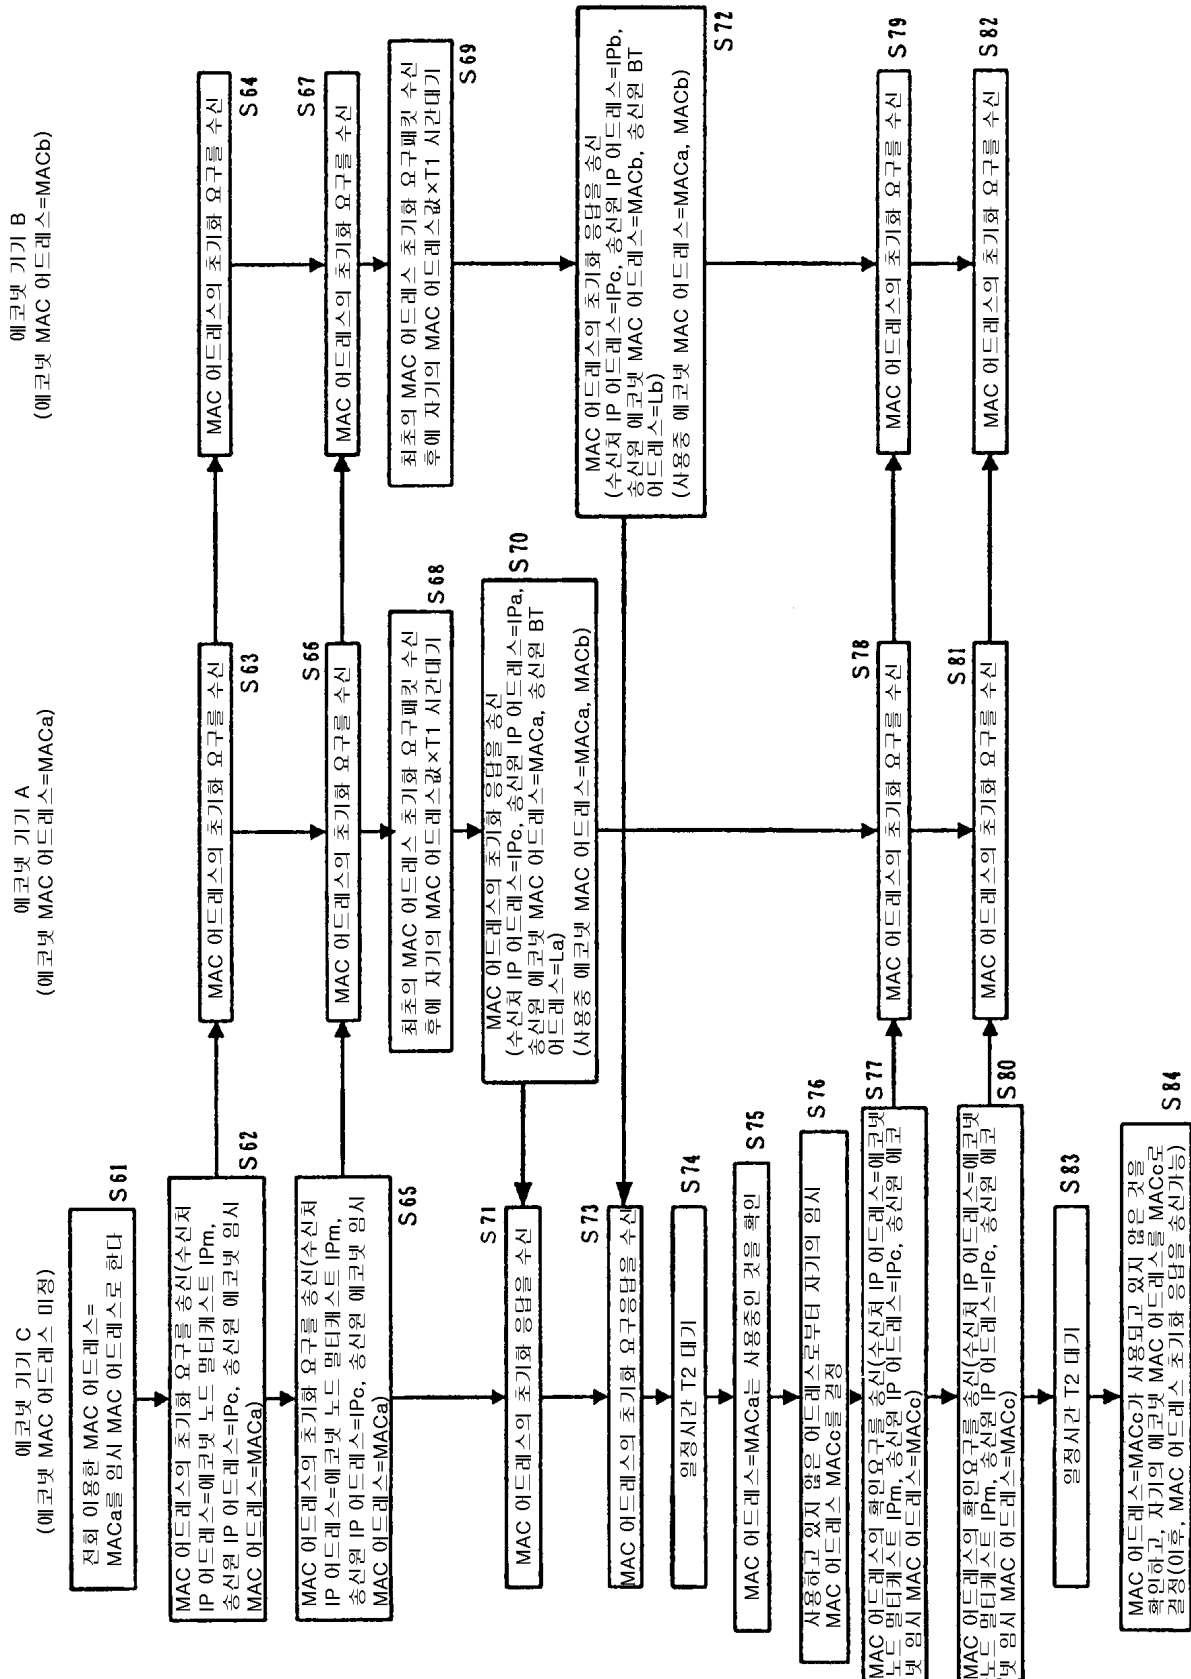 에코넷 기기 C
(에코넷 MAC 어드레스 미정)
에코넷 기기 A
(에코넷 MAC 어드레스=MACa)
에코넷 기기 B
(에코넷 MAC 어드레스=MACb)
S61
전회 이용한 MAC 어드레스=
MACa를 임시 MAC 어드레스로 한다
S62
MAC 어드레스의 초기화 요구를 송신(수신처
IP 어드레스=에코넷 노드 멀티캐스트 IPm,
송신원 IP 어드레스=IPc, 송신원 에코넷 임시
MAC 어드레스=MACa)
S63
MAC 어드레스의 초기화 요구를 수신
S64
MAC 어드레스의 초기화 요구를 수신
S65
MAC 어드레스의 초기화 요구를 송신(수신처
IP 어드레스=에코넷 노드 멀티캐스트 IPm,
송신원 IP 어드레스=IPc, 송신원 에코넷 임시
MAC 어드레스=MACa)
S66
MAC 어드레스의 초기화 요구를 수신
S67
MAC 어드레스의 초기화 요구를 수신
S68
최초의 MAC 어드레스 초기화 요구패킷 수신
후에 자기의 MAC 어드레스값×T1 시간대기
S69
최초의 MAC 어드레스 초기화 요구패킷 수신
후에 자기의 MAC 어드레스값×T1 시간대기
S70
MAC 어드레스의 초기화 응답을 송신
(수신처 IP 어드레스=IPc, 송신원 IP 어드레스=IPa,
송신원 에코넷 MAC 어드레스=MACa, 송신원 BT
어드레스=La)
(사용중 에코넷 MAC 어드레스=MACa, MACb)
S71
MAC 어드레스의 초기화 응답을 수신
S72
MAC 어드레스의 초기화 응답을 송신
(수신처 IP 어드레스=IPc, 송신원 IP 어드레스=IPb,
송신원 에코넷 MAC 어드레스=MACb, 송신원 BT
어드레스=Lb)
(사용중 에코넷 MAC 어드레스=MACa, MACb)
S73
MAC 어드레스의 초기화 요구응답을 수신
S74
일정시간 T2 대기
S75
MAC 어드레스=MACa는 사용중인 것을 확인
S76
사용하고 있지 않은 어드레스로부터 자기의 임시
MAC 어드레스 MACc를 결정
S77
MAC 어드레스의 확인요구를 송신(수신처 IP 어드레스=에코넷
노드 멀티캐스트 IPm, 송신원 IP 어드레스=IPc, 송신원 에코
넷 임시 MAC 어드레스=MACc)
S78
MAC 어드레스의 초기화 요구를 수신
S79
MAC 어드레스의 초기화 요구를 수신
S80
MAC 어드레스의 확인요구를 송신(수신처 IP 어드레스=에코넷
노드 멀티캐스트 IPm, 송신원 IP 어드레스=IPc, 송신원 에코
넷 임시 MAC 어드레스=MACc)
S81
MAC 어드레스의 초기화 요구를 수신
S82
MAC 어드레스의 초기화 요구를 수신
S83
일정시간 T2 대기
S84
MAC 어드레스=MACc가 사용되고 있지 않은 것을
확인하고, 자기의 에코넷 MAC 어드레스를 MACc로
결정(이후, MAC 어드레스 초기화 응답을 송신가능)